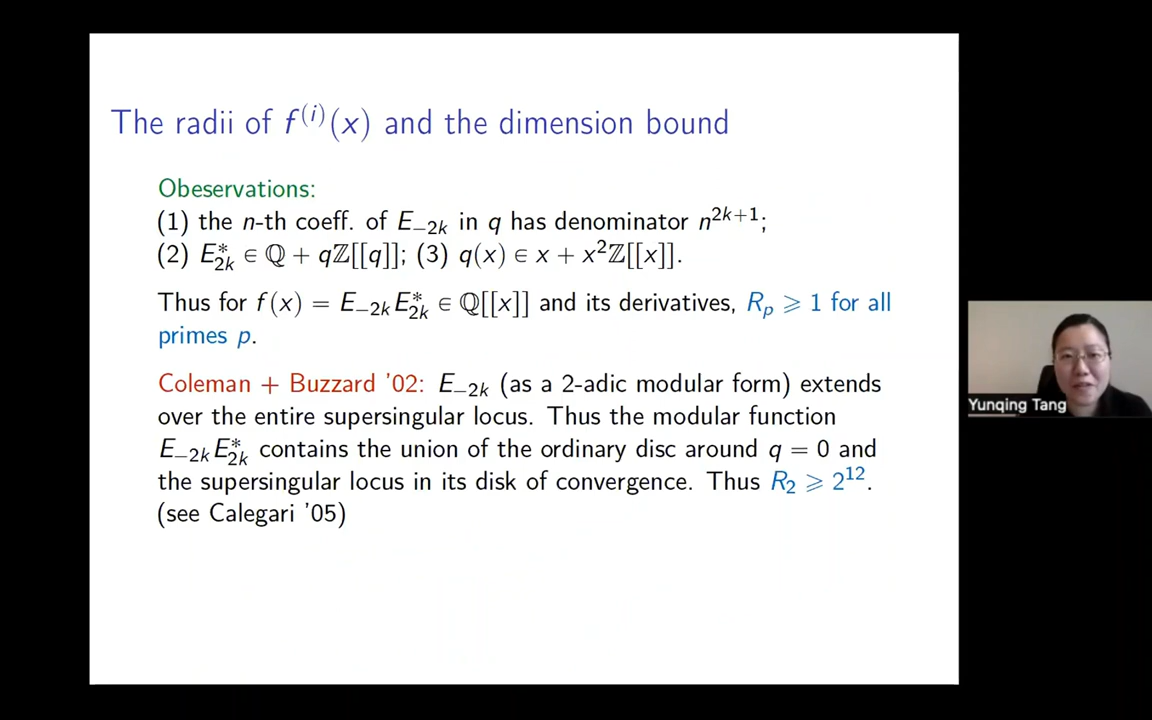 The radii of f^{(i)}(x) and the dimension bound
Obeservations:
(1) the n-th coeff. of E_{−2k} in q has denominator n^{2k+1};
(2) E^*_{2k} ∈ ℚ + qℤ[[q]]; (3) q(x) ∈ x + x²ℤ[[x]].
Thus for f(x) = E_{−2k}E^*_{2k} ∈ ℚ[[x]] and its derivatives, R_p ⩾ 1 for all
primes p.
Coleman + Buzzard '02: E_{−2k} (as a 2-adic modular form) extends
over the entire supersingular locus. Thus the modular function
E_{−2k}E^*_{2k} contains the union of the ordinary disc around q = 0 and
the supersingular locus in its disk of convergence. Thus R_2 ⩾ 2^{12}.
(see Calegari '05)
Yunqing Tang